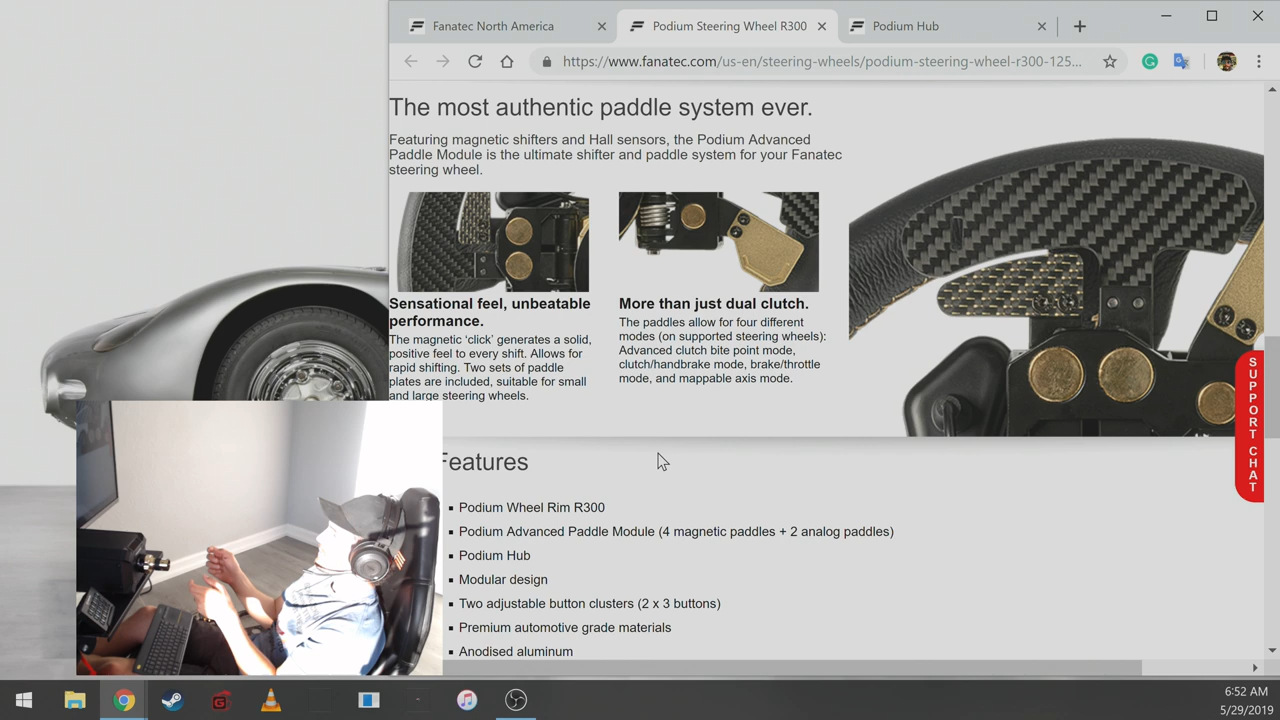 Fanatec North America
Podium Steering Wheel R300
Podium Hub
https://www.fanatec.com/us-en/steering-wheels/podium-steering-wheel-r300-125...
The most authentic paddle system ever.
Featuring magnetic shifters and Hall sensors, the Podium Advanced
Paddle Module is the ultimate shifter and paddle system for your Fanatec
steering wheel.
Sensational feel, unbeatable
performance.
The magnetic ‘click’ generates a solid,
positive feel to every shift. Allows for
rapid shifting. Two sets of paddle
plates are included, suitable for small
and large steering wheels.
More than just dual clutch.
The paddles allow for four different
modes (on supported steering wheels):
Advanced clutch bite point mode,
clutch/handbrake mode, brake/throttle
mode, and mappable axis mode.
SUPPORT CHAT
Features
Podium Wheel Rim R300
Podium Advanced Paddle Module (4 magnetic paddles + 2 analog paddles)
Podium Hub
Modular design
Two adjustable button clusters (2 x 3 buttons)
Premium automotive grade materials
Anodised aluminum
6:52 AM
5/29/2019